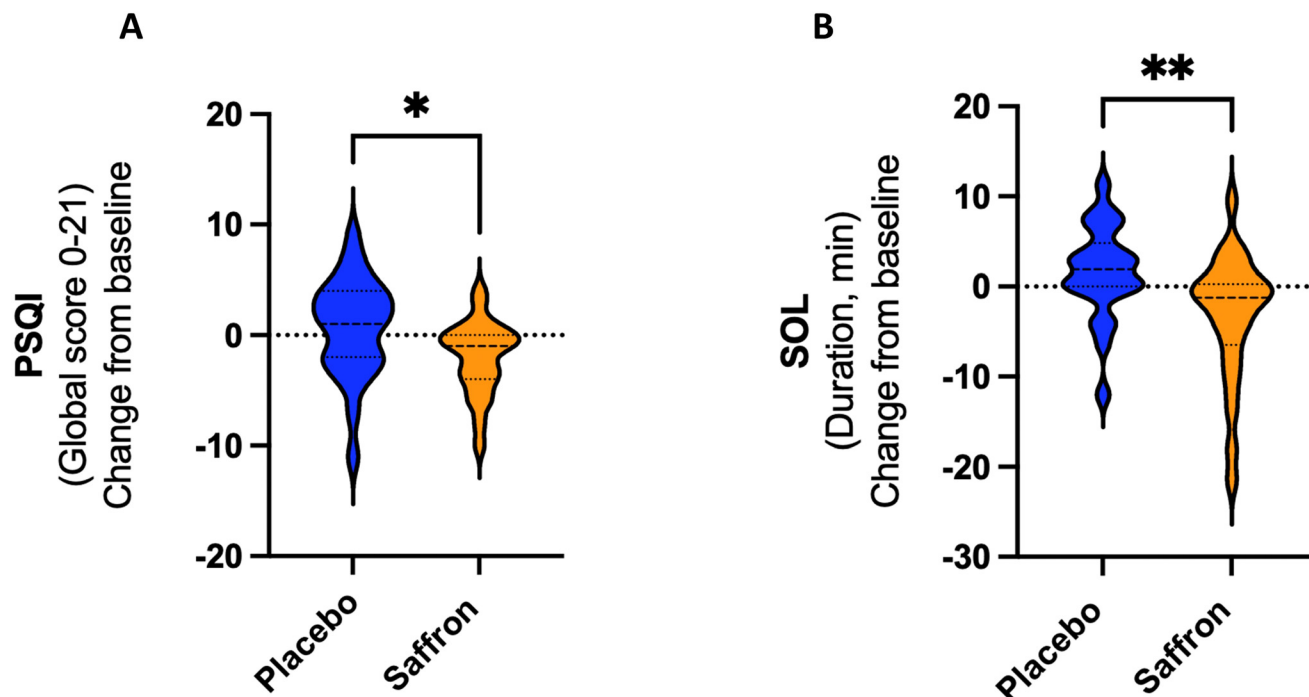 A
PSQI
(Global score 0-21)
Change from baseline
20
10
0
-10
-20
*
Placebo
Saffron
B
SOL
(Duration, min)
Change from baseline
20
10
0
-10
-20
-30
**
Placebo
Saffron